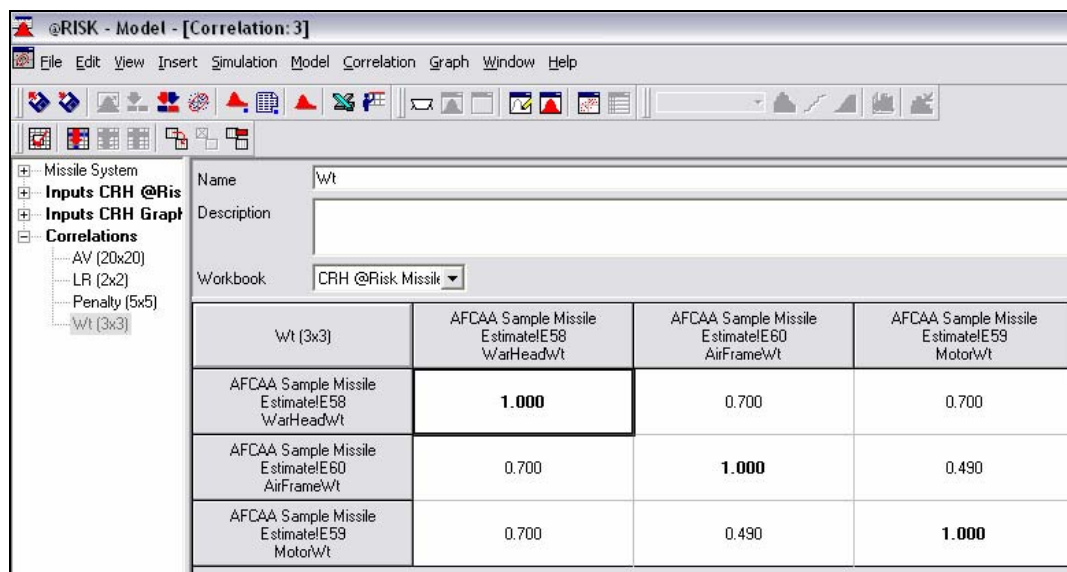 @RISK - Model - [Correlation: 3]
File Edit View Insert Simulation Model Correlation Graph Window Help
Missile System
Inputs CRH @Ris
Inputs CRH Graph
Correlations
AV (20x20)
LR (2x2)
Penalty (5x5)
Wt (3x3)
Name Wt
Description
Workbook CRH @Risk Missile
Wt (3x3)
AFCAA Sample Missile
Estimate!E58
WarHeadWt
AFCAA Sample Missile
Estimate!E60
AirFrameWt
AFCAA Sample Missile
Estimate!E59
MotorWt
AFCAA Sample Missile
Estimate!E58
WarHeadWt
1.000 0.700 0.700
AFCAA Sample Missile
Estimate!E60
AirFrameWt
0.700 1.000 0.490
AFCAA Sample Missile
Estimate!E59
MotorWt
0.700 0.490 1.000